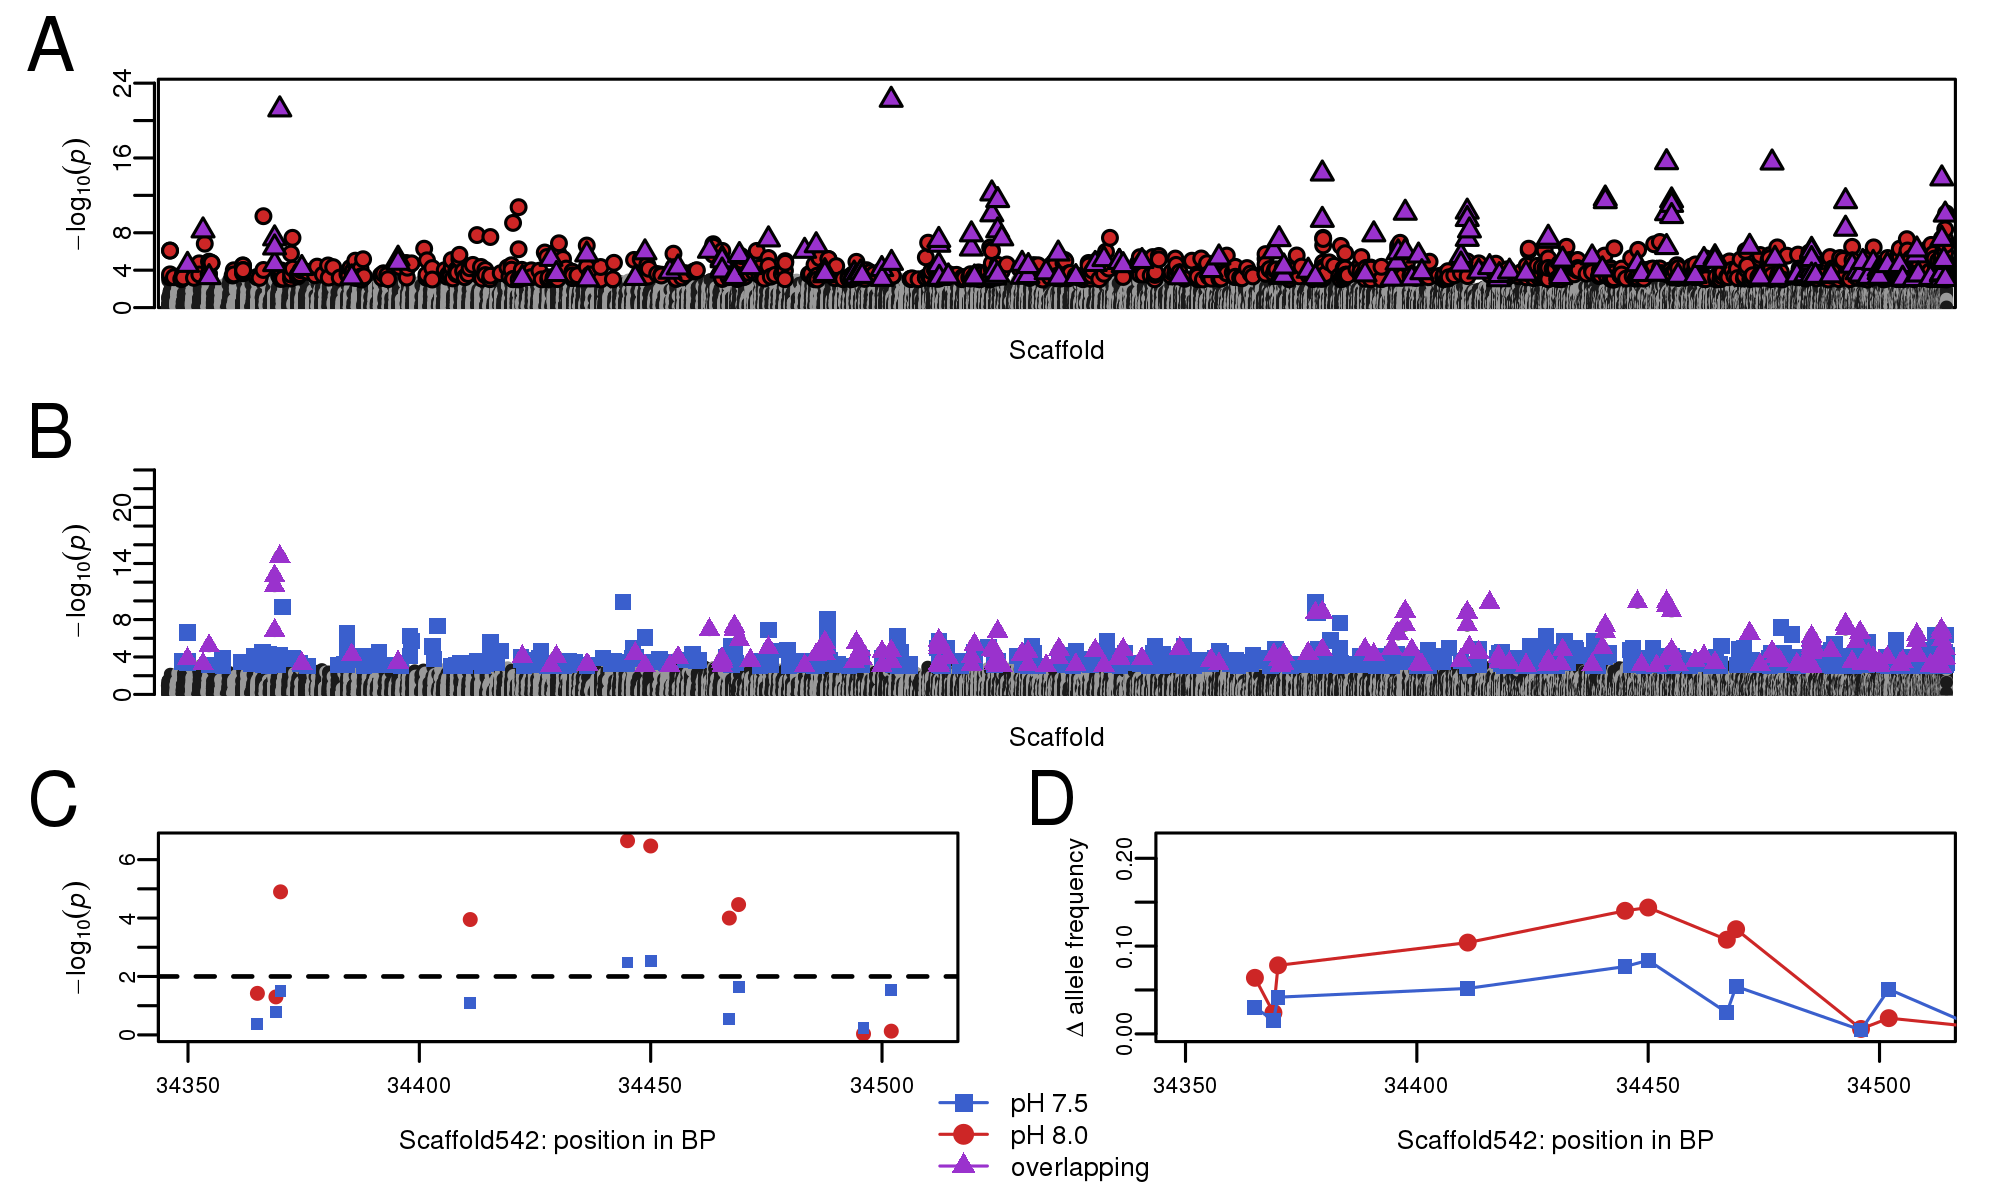 A
−log10(p)
24
16
8
4
0
Scaffold
B
−log10(p)
20
14
8
4
0
Scaffold
C
−log10(p)
6
4
2
0
34350 34400 34450 34500
Scaffold542: position in BP
D
Δ allele frequency
0.20
0.10
0.00
34350 34400 34450 34500
Scaffold542: position in BP
pH 7.5
pH 8.0
overlapping